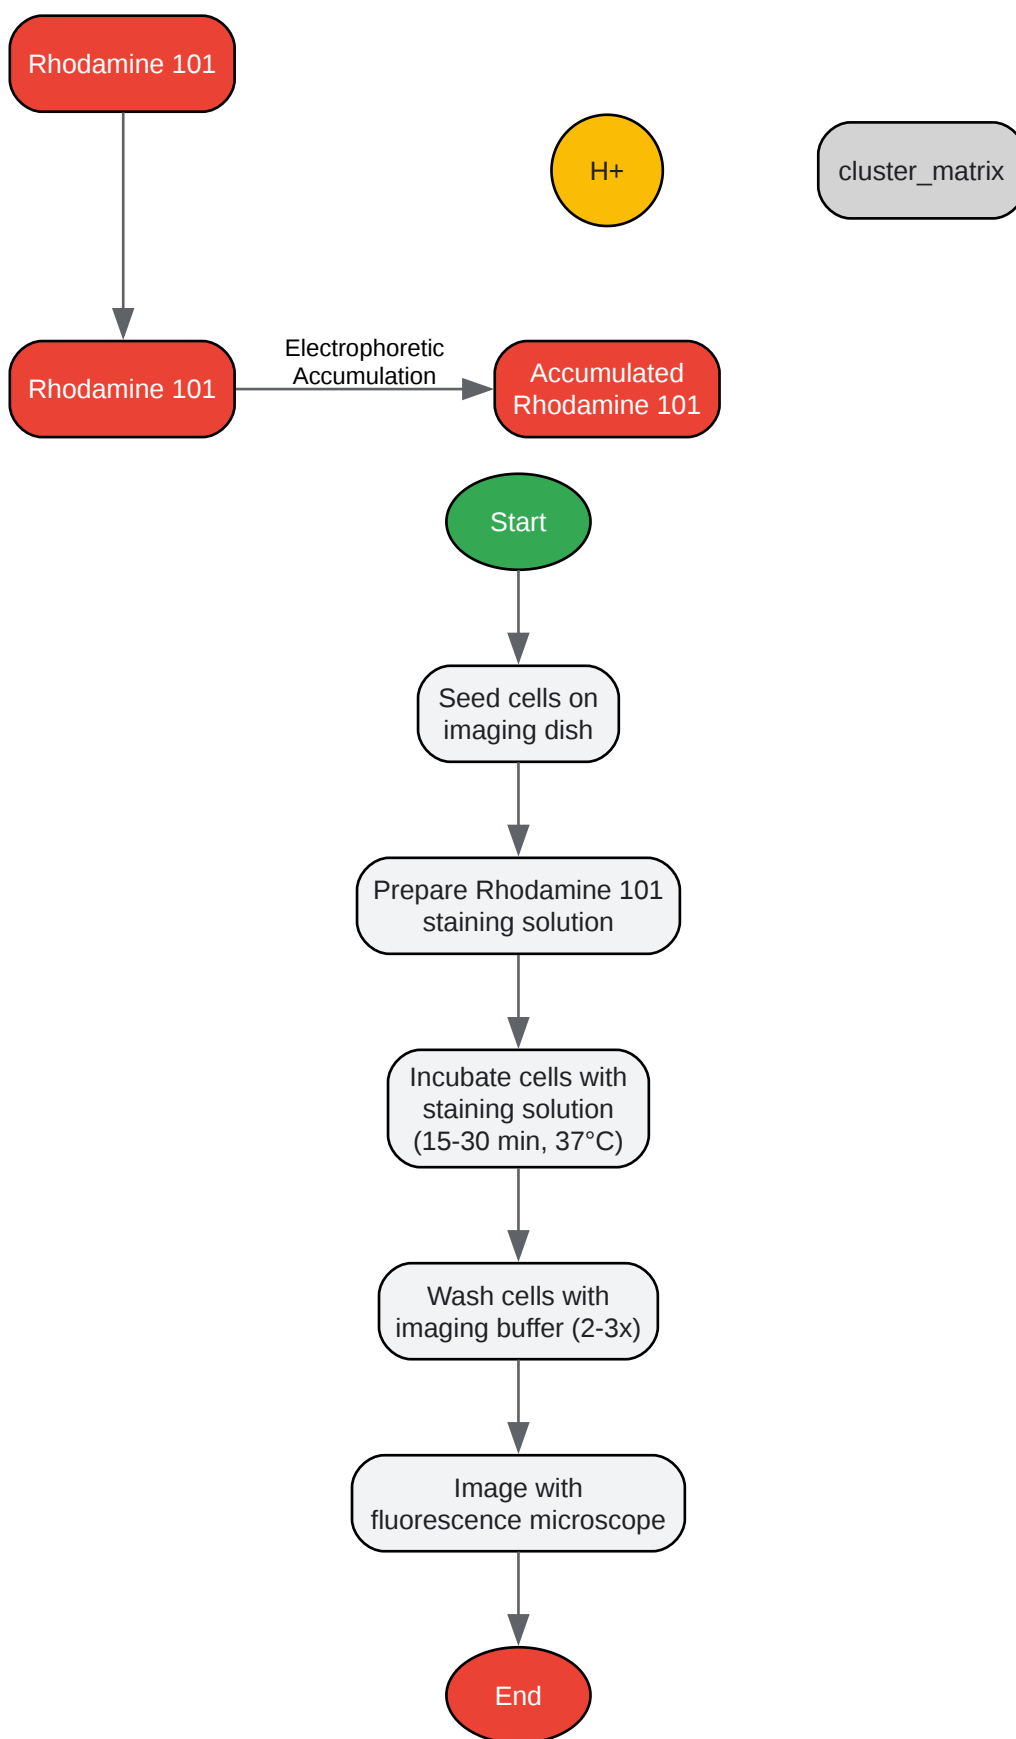 Rhodamine 101
H+
cluster_matrix
Rhodamine 101
Electrophoretic
Accumulation
Accumulated
Rhodamine 101
Start
Seed cells on
imaging dish
Prepare Rhodamine 101
staining solution
Incubate cells with
staining solution
(15-30 min, 37°C)
Wash cells with
imaging buffer (2-3x)
Image with
fluorescence microscope
End